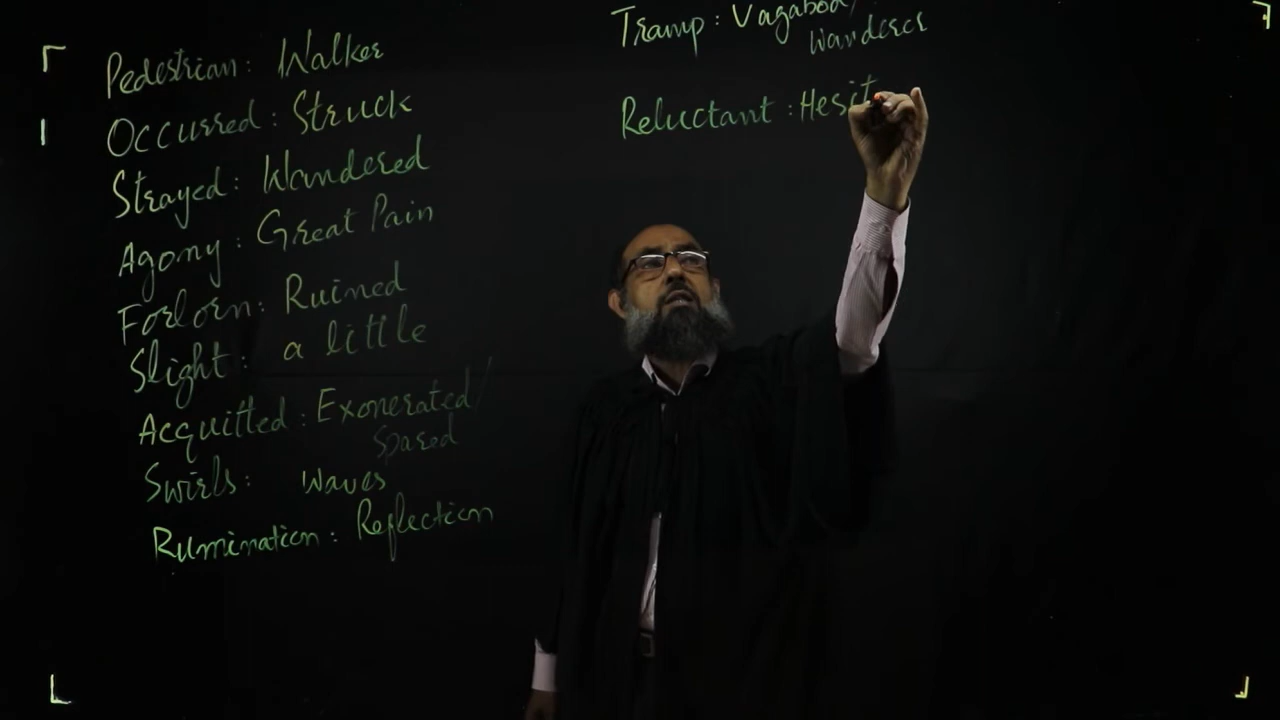 Pedestrian: Walker
Occurred: Struck
Strayed: Wandered
Agony: Great Pain
Forlorn: Ruined
Slight: a little
Acquitted: Exonerated/
Spared
Swirls: Waves
Rumination: Reflection
Tramp: Vagabod/
Wanderer
Reluctant: Hesit